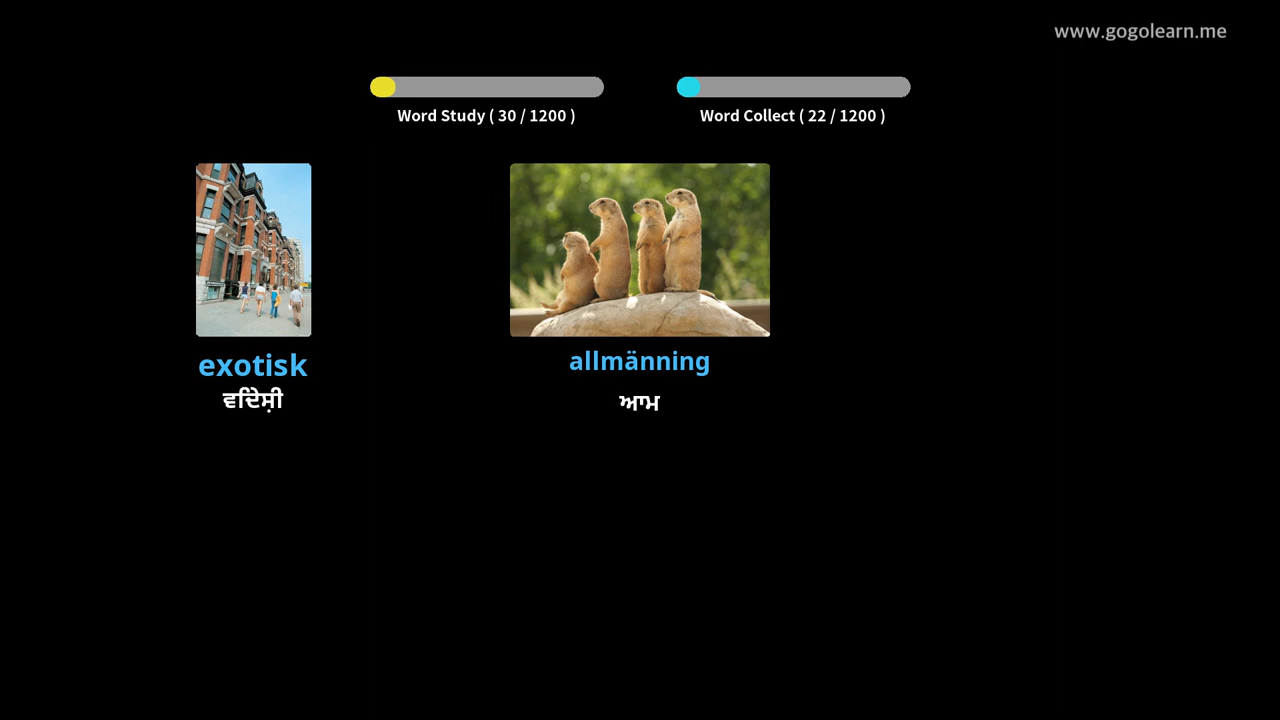 www.gogolearn.me
Word Study ( 30 / 1200 )
Word Collect ( 22 / 1200 )
exotisk
ਵਿਦੇਸ਼ੀ
allmänning
ਆਮ